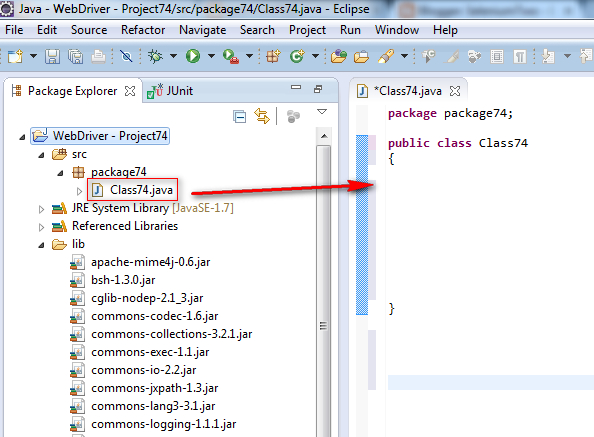 Java - WebDriver - Project74/src/package74/Class74.java - Eclipse
File Edit Source Refactor Navigate Search Project Run Window Help
Package Explorer JUnit
WebDriver - Project74
src
package74
Class74.java
JRE System Library [JavaSE-1.7]
Referenced Libraries
lib
apache-mime4j-0.6.jar
bsh-1.3.0.jar
cglib-nodep-2.1_3.jar
commons-codec-1.6.jar
commons-collections-3.2.1.jar
commons-exec-1.1.jar
commons-io-2.2.jar
commons-jxpath-1.3.jar
commons-lang3-3.1.jar
commons-logging-1.1.1.jar
*Class74.java
package package74;
public class Class74
{
}